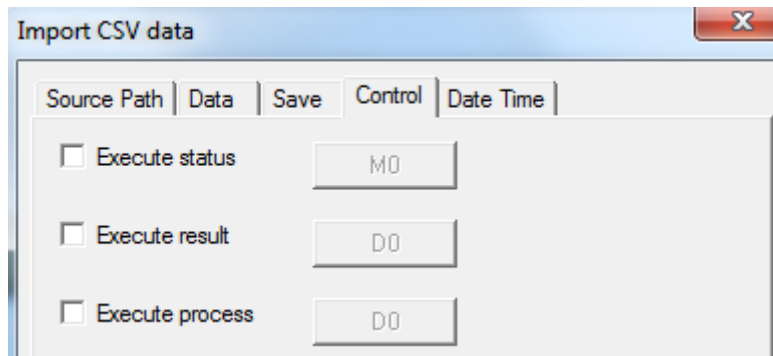 Import CSV data
Source Path Data Save Control Date Time
Execute status M0
Execute result D0
Execute process D0